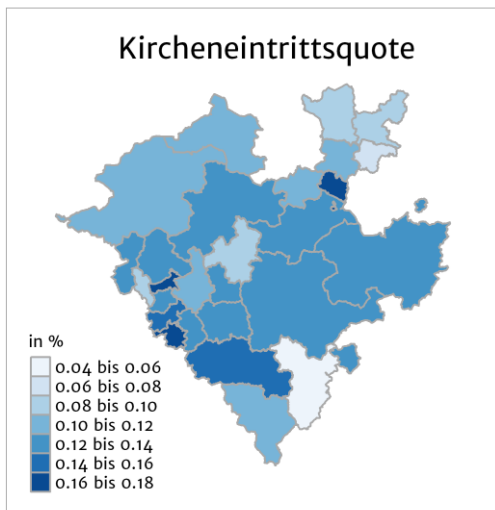 Kircheneintrittsquote
in %
0.04 bis 0.06
0.06 bis 0.08
0.08 bis 0.10
0.10 bis 0.12
0.12 bis 0.14
0.14 bis 0.16
0.16 bis 0.18